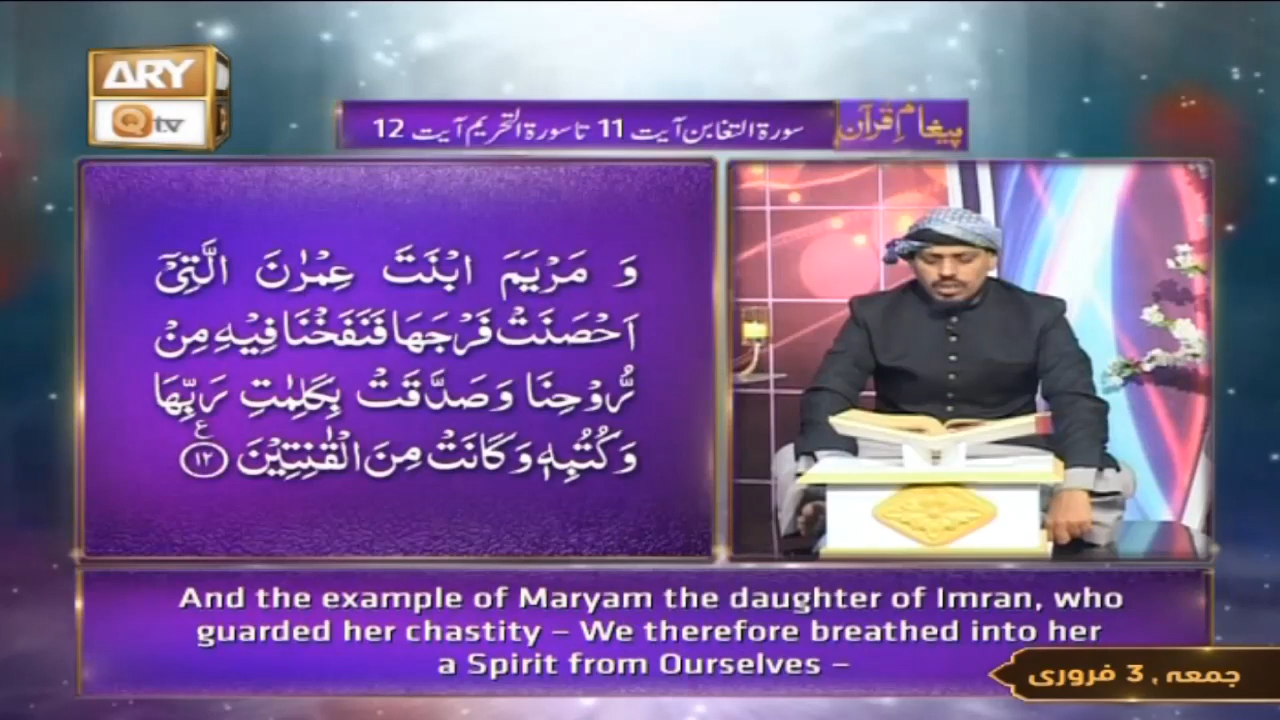 ARY
Qtv
پیغامِ قرآن
سورۃ التغابن آیت 11 تا سورۃ التحریم آیت 12
وَ مَرْیَمَ ابْنَتَ عِمْرٰنَ الَّتِیْۤ
اَحْصَنَتْ فَرْجَهَا فَنَفَخْنَا فِیْهِ مِنْ
رُّوْحِنَا وَ صَدَّقَتْ بِكَلِمٰتِ رَبِّهَا
وَ كُتُبِهٖ وَ كَانَتْ مِنَ الْقٰنِتِیْنَ ﴿۱۲﴾ ع
And the example of Maryam the daughter of Imran, who
guarded her chastity – We therefore breathed into her
a Spirit from Ourselves –
جمعہ, 3 فروری